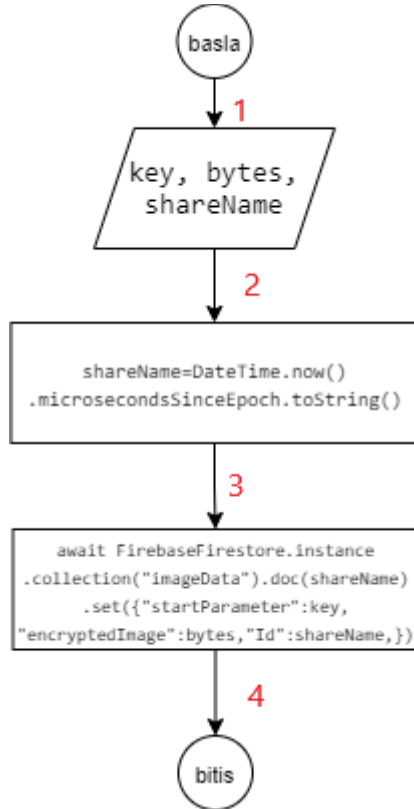 basla
1
key, bytes,
shareName
2
shareName=DateTime.now()
.microsecondsSinceEpoch.toString()
3
await FirebaseFirestore.instance
.collection("imageData").doc(shareName)
.set({"startParameter":key,
"encryptedImage":bytes,"Id":shareName,})
4
bitis